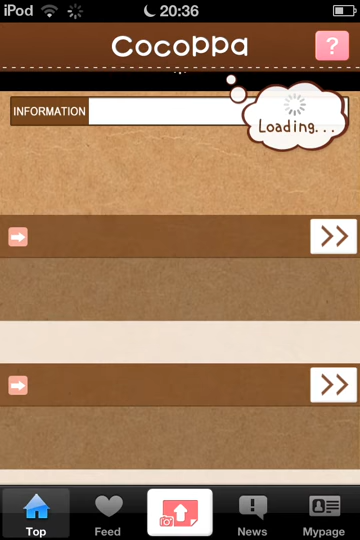 iPod 20:36
Cocoppa
?
INFORMATION
Loading...
Top Feed News Mypage